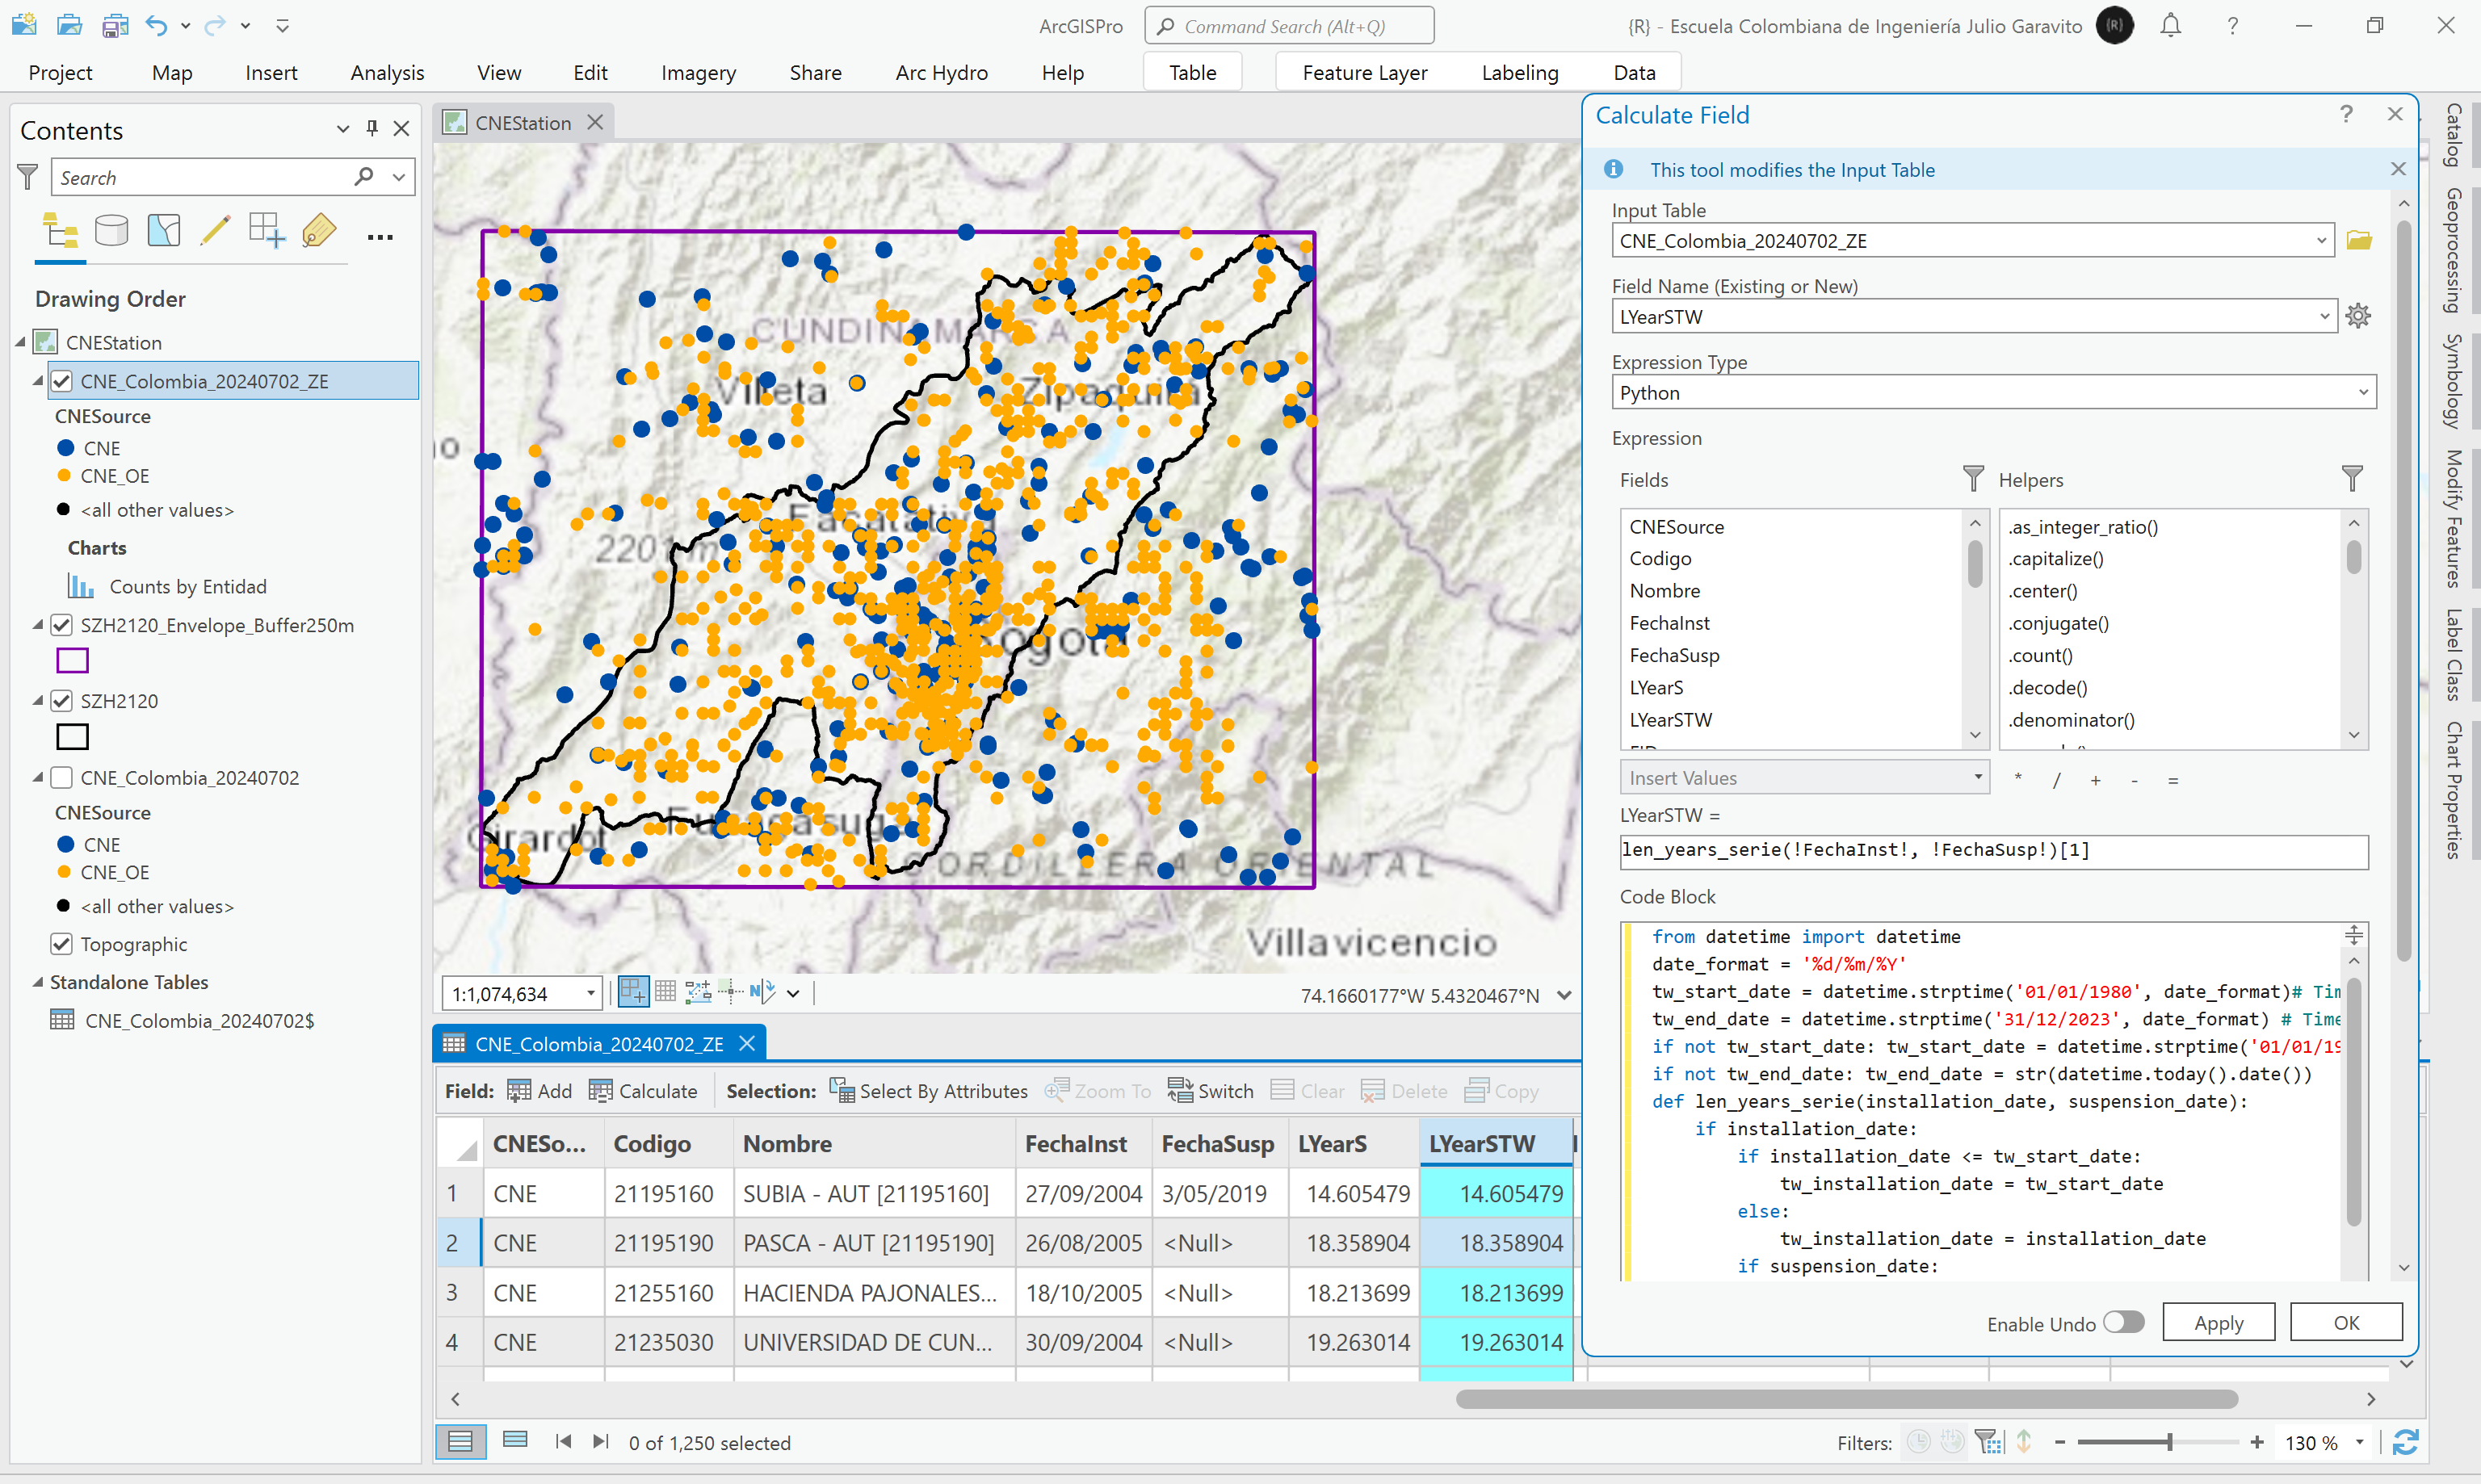 ArcGISPro
Command Search (Alt+Q)
{R} - Escuela Colombiana de Ingeniería Julio Garavito
{R}
?
Project Map Insert Analysis View Edit Imagery Share Arc Hydro Help Table Feature Layer Labeling Data
Contents
Search
Drawing Order
CNEStation
CNE_Colombia_20240702_ZE
CNESource
CNE
CNE_OE
<all other values>
Charts
Counts by Entidad
SZH2120_Envelope_Buffer250m
SZH2120
CNE_Colombia_20240702
CNESource
CNE
CNE_OE
<all other values>
Topographic
Standalone Tables
CNE_Colombia_20240702$
CNEStation
CUNDINAMARCA
Villeta
Zipaquirá
Facatativá
2201 m
Bogotá
Girardot
Fusagasugá
CORDILLERA ORIENTAL
Villavicencio
1:1,074,634
74.1660177°W 5.4320467°N
CNE_Colombia_20240702_ZE
Field: Add Calculate Selection: Select By Attributes Zoom To Switch Clear Delete Copy
CNESo... Codigo Nombre FechaInst FechaSusp LYearS LYearSTW
1 CNE 21195160 SUBIA - AUT [21195160] 27/09/2004 3/05/2019 14.605479 14.605479
2 CNE 21195190 PASCA - AUT [21195190] 26/08/2005 <Null> 18.358904 18.358904
3 CNE 21255160 HACIENDA PAJONALES... 18/10/2005 <Null> 18.213699 18.213699
4 CNE 21235030 UNIVERSIDAD DE CUN... 30/09/2004 <Null> 19.263014 19.263014
0 of 1,250 selected
Filters:
130 %
Calculate Field
?
This tool modifies the Input Table
Input Table
CNE_Colombia_20240702_ZE
Field Name (Existing or New)
LYearSTW
Expression Type
Python
Expression
Fields
Helpers
CNESource
Codigo
Nombre
FechaInst
FechaSusp
LYearS
LYearSTW
.as_integer_ratio()
.capitalize()
.center()
.conjugate()
.count()
.decode()
.denominator()
Insert Values
* / + - =
LYearSTW =
len_years_serie(!FechaInst!, !FechaSusp!)[1]
Code Block
from datetime import datetime
date_format = '%d/%m/%Y'
tw_start_date = datetime.strptime('01/01/1980', date_format)# Tim
tw_end_date = datetime.strptime('31/12/2023', date_format) # Time
if not tw_start_date: tw_start_date = datetime.strptime('01/01/19
if not tw_end_date: tw_end_date = str(datetime.today().date())
def len_years_serie(installation_date, suspension_date):
if installation_date:
if installation_date <= tw_start_date:
tw_installation_date = tw_start_date
else:
tw_installation_date = installation_date
if suspension_date:
Enable Undo
Apply
OK
Catalog
Geoprocessing
Symbology
Modify Features
Label Class
Chart Properties